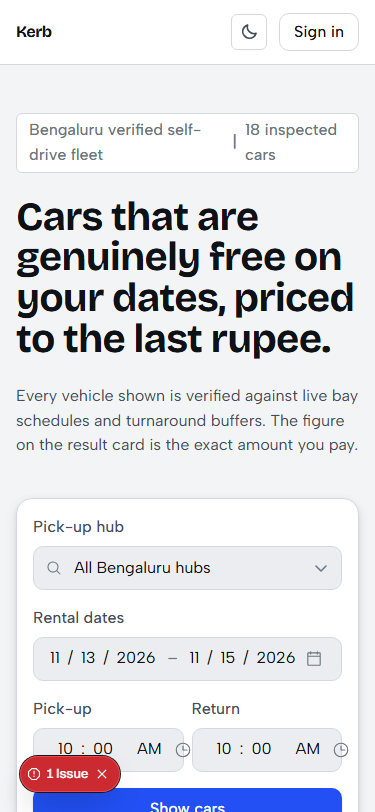 Kerb
Sign in
Bengaluru verified self-
drive fleet
|
18 inspected
cars
Cars that are
genuinely free on
your dates, priced
to the last rupee.
Every vehicle shown is verified against live bay
schedules and turnaround buffers. The figure
on the result card is the exact amount you pay.
Pick-up hub
All Bengaluru hubs
Rental dates
11 / 13 / 2026 – 11 / 15 / 2026
Pick-up
Return
10 : 00 AM
10 : 00 AM
1 Issue
Show cars